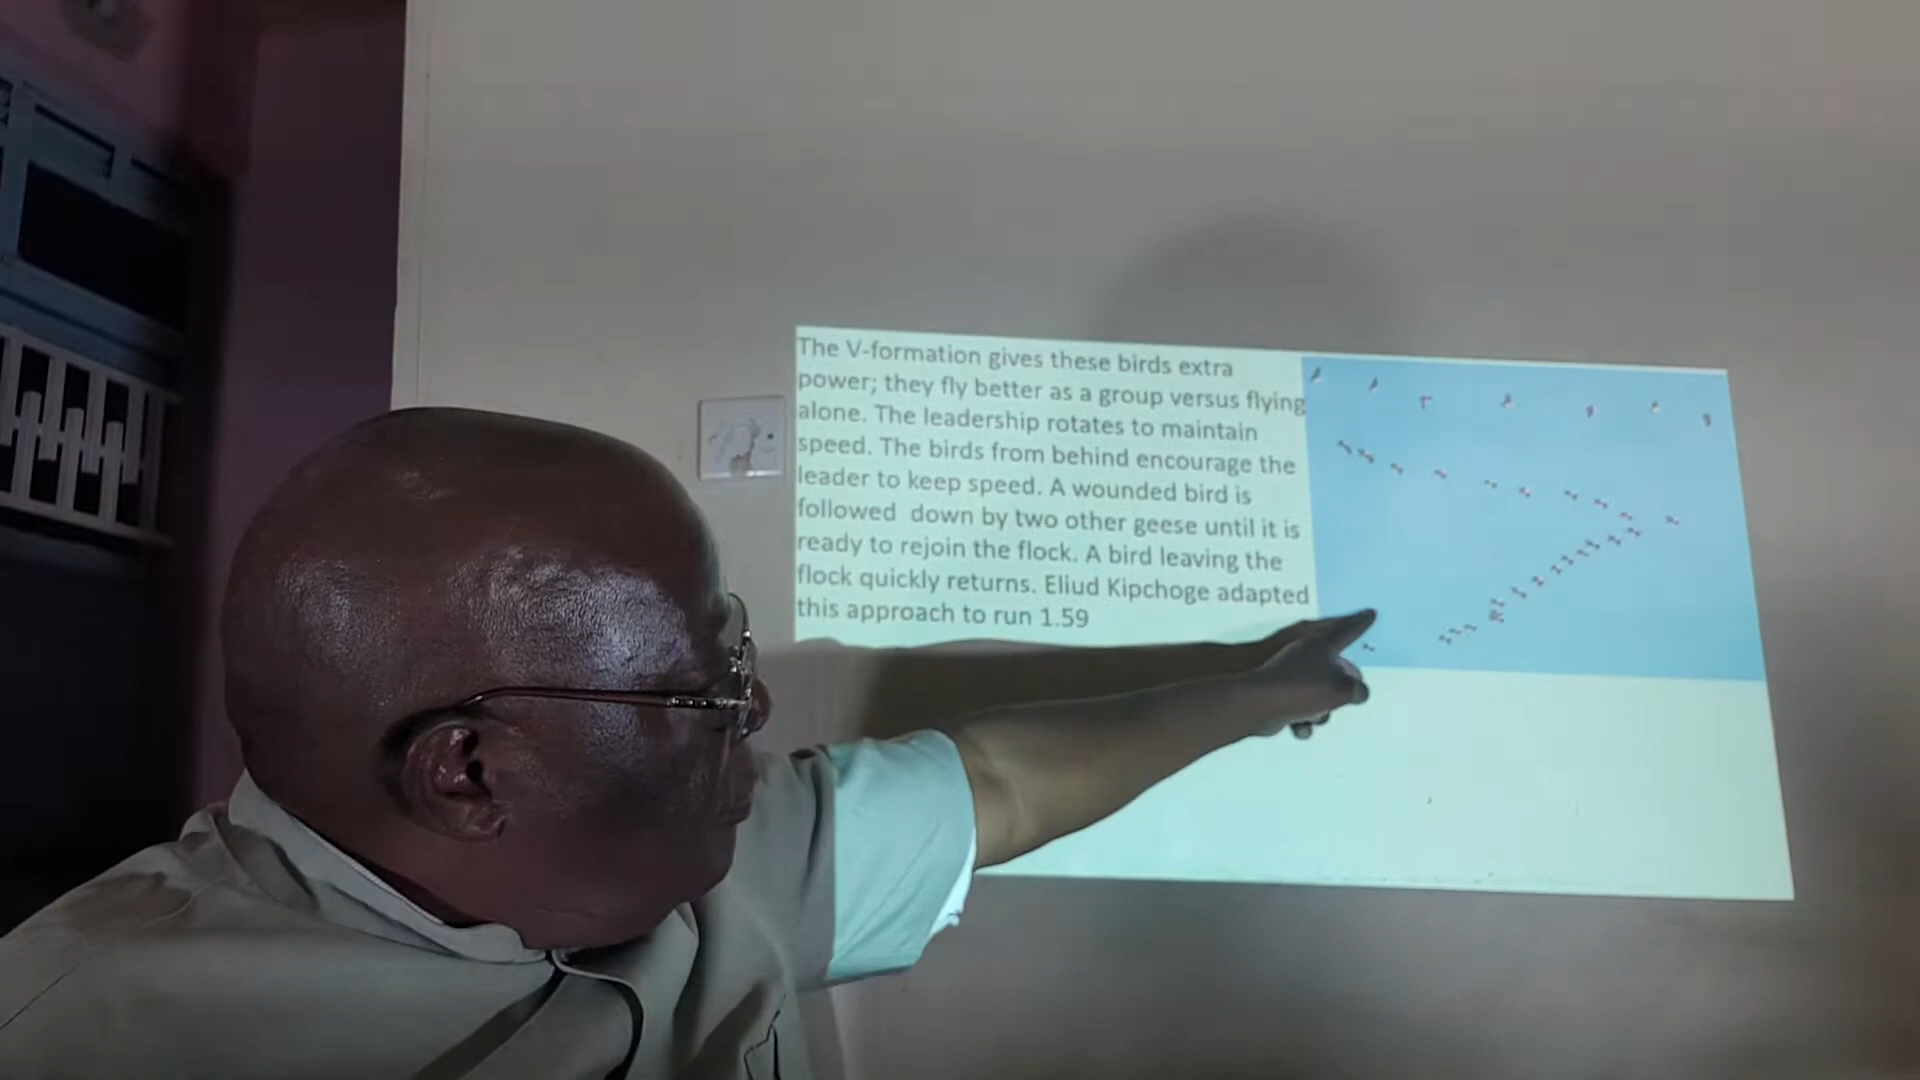 The V-formation gives these birds extra
power; they fly better as a group versus flying
alone. The leadership rotates to maintain
speed. The birds from behind encourage the
leader to keep speed. A wounded bird is
followed  down by two other geese until it is
ready to rejoin the flock. A bird leaving the
flock quickly returns. Eliud Kipchoge adapted
this approach to run 1.59